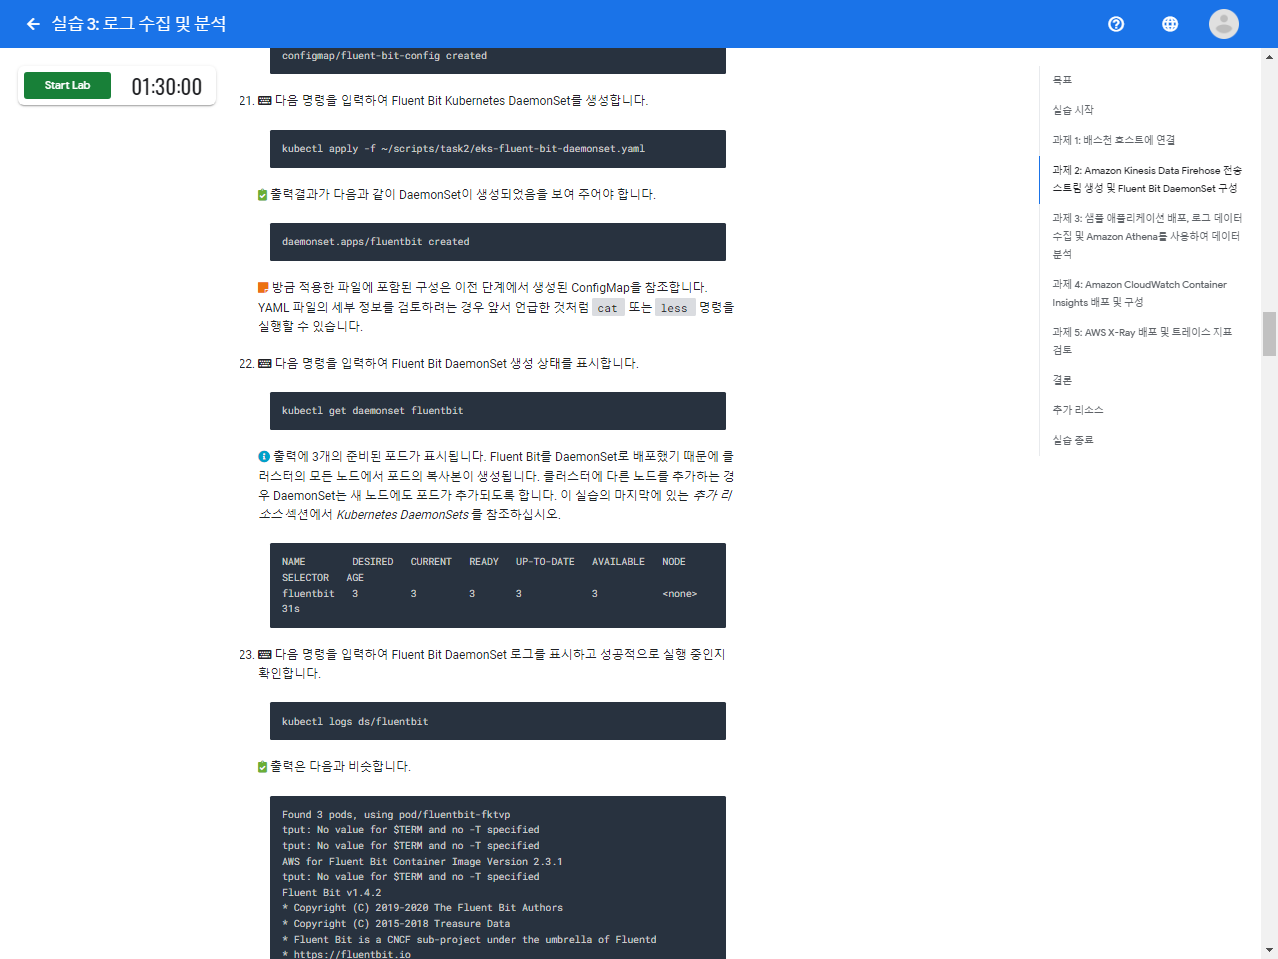 실습 3: 로그 수집 및 분석
Start Lab
01:30:00
configmap/fluent-bit-config created
21. 다음 명령을 입력하여 Fluent Bit Kubernetes DaemonSet를 생성합니다.
kubectl apply -f ~/scripts/task2/eks-fluent-bit-daemonset.yaml
출력결과가 다음과 같이 DaemonSet이 생성되었음을 보여 주어야 합니다.
daemonset.apps/fluentbit created
방금 적용한 파일에 포함된 구성은 이전 단계에서 생성된 ConfigMap을 참조합니다.
YAML 파일의 세부 정보를 검토하려는 경우 앞서 언급한 것처럼 cat 또는 less 명령을
실행할 수 있습니다.
22. 다음 명령을 입력하여 Fluent Bit DaemonSet 생성 상태를 표시합니다.
kubectl get daemonset fluentbit
출력에 3개의 준비된 포드가 표시됩니다. Fluent Bit를 DaemonSet로 배포했기 때문에 클
러스터의 모든 노드에서 포드의 복사본이 생성됩니다. 클러스터에 다른 노드를 추가하는 경
우 DaemonSet는 새 노드에도 포드가 추가되도록 합니다. 이 실습의 마지막에 있는 추가 리
소스 섹션에서 Kubernetes DaemonSets 를 참조하십시오.
NAME DESIRED CURRENT READY UP-TO-DATE AVAILABLE NODE
SELECTOR AGE
fluentbit 3 3 3 3 3 <none>
31s
23. 다음 명령을 입력하여 Fluent Bit DaemonSet 로그를 표시하고 성공적으로 실행 중인지
확인합니다.
kubectl logs ds/fluentbit
출력은 다음과 비슷합니다.
Found 3 pods, using pod/fluentbit-fktvp
tput: No value for $TERM and no -T specified
tput: No value for $TERM and no -T specified
AWS for Fluent Bit Container Image Version 2.3.1
tput: No value for $TERM and no -T specified
Fluent Bit v1.4.2
* Copyright (C) 2019-2020 The Fluent Bit Authors
* Copyright (C) 2015-2018 Treasure Data
* Fluent Bit is a CNCF sub-project under the umbrella of Fluentd
* https://fluentbit.io
목표
실습 시작
과제 1: 배스천 호스트에 연결
과제 2: Amazon Kinesis Data Firehose 전송
스트림 생성 및 Fluent Bit DaemonSet 구성
과제 3: 샘플 애플리케이션 배포, 로그 데이터
수집 및 Amazon Athena를 사용하여 데이터
분석
과제 4: Amazon CloudWatch Container
Insights 배포 및 구성
과제 5: AWS X-Ray 배포 및 트레이스 지표
검토
결론
추가 리소스
실습 종료